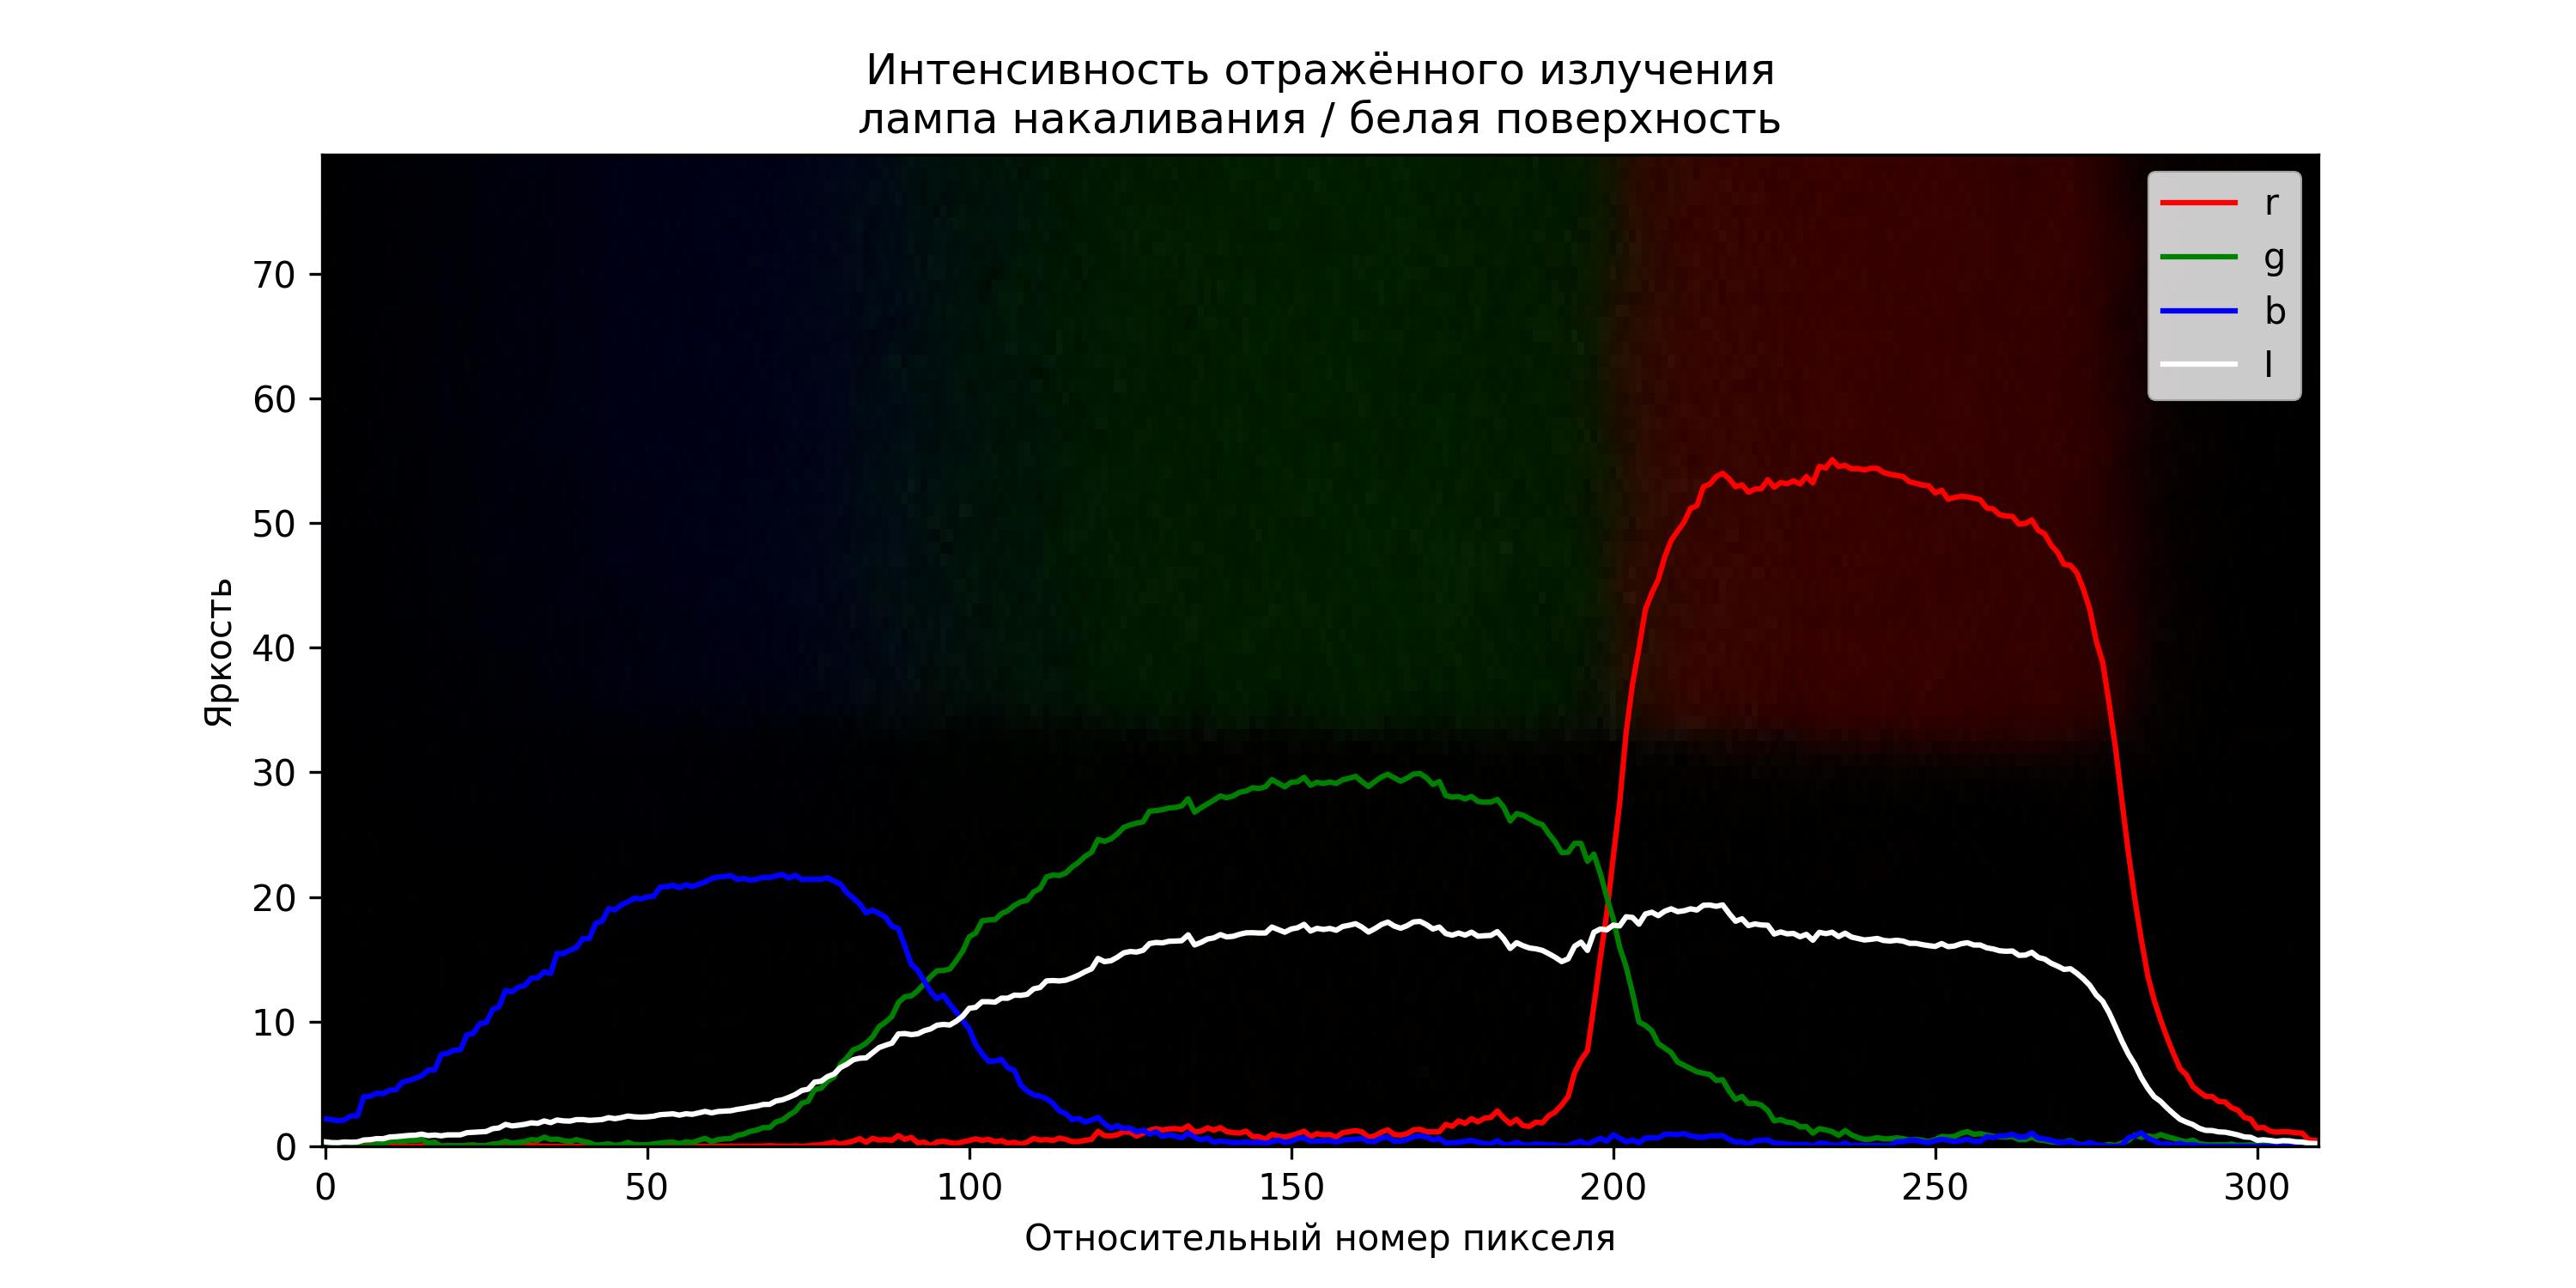 Интенсивность отражённого излучения
лампа накаливания / белая поверхность
r
g
b
l
70
60
50
40
30
20
10
0
Яркость
0 50 100 150 200 250 300
Относительный номер пикселя